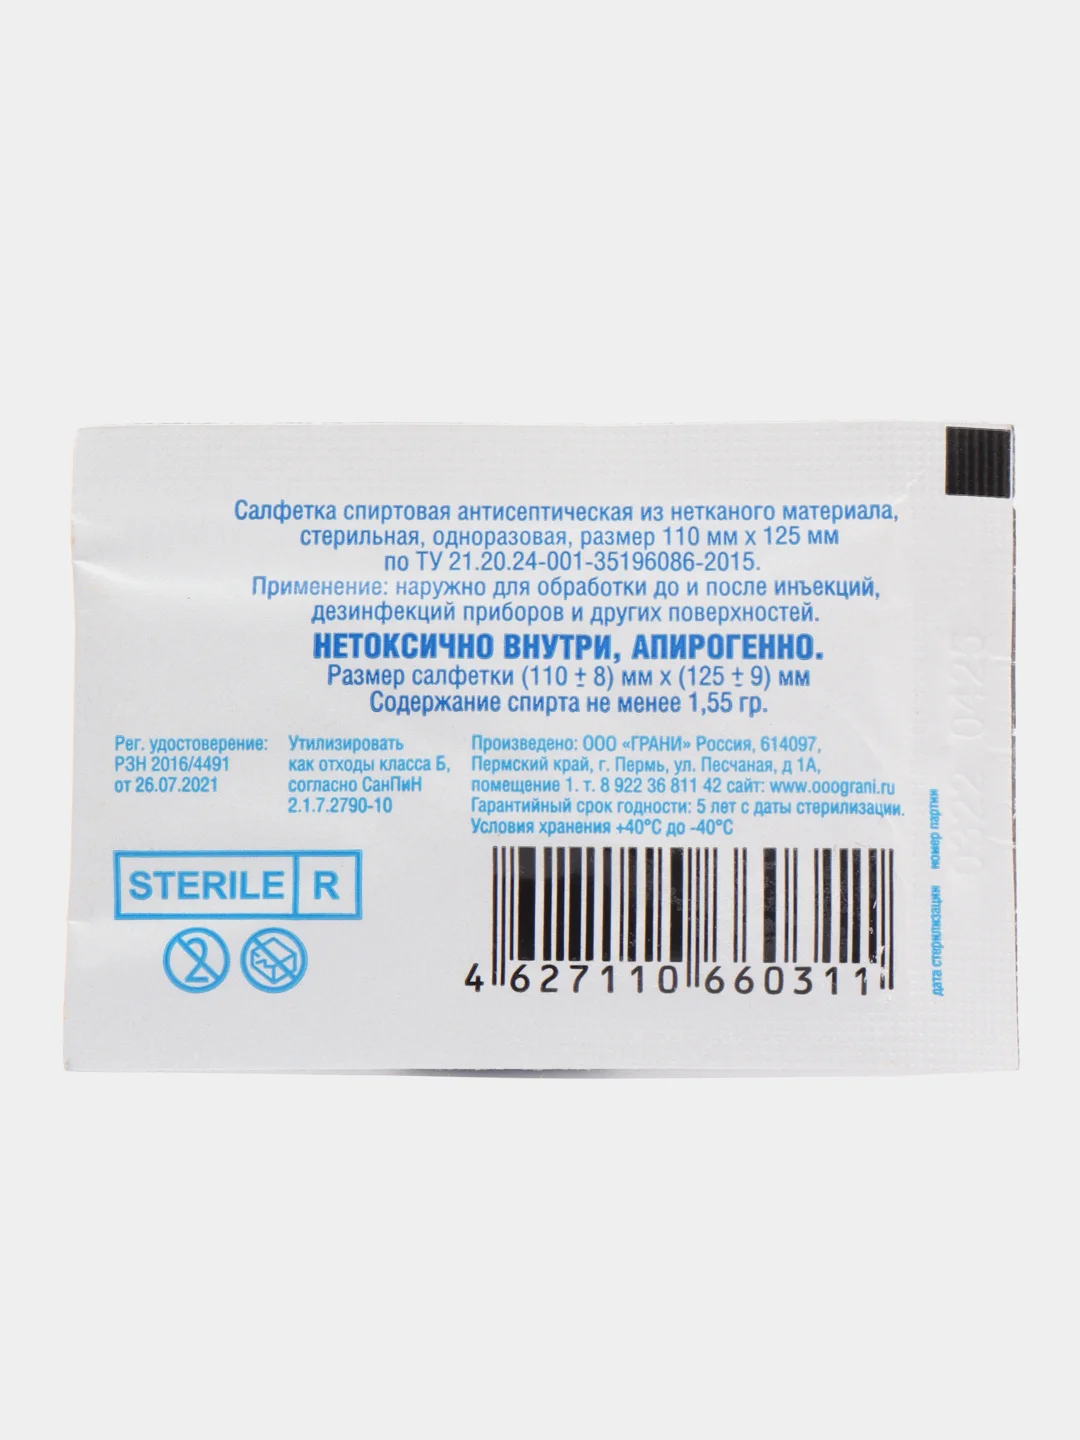 Салфетка спиртовая антисептическая из нетканого материала,
стерильная, одноразовая, размер 110 мм х 125 мм
по ТУ 21.20.24-001-35196086-2015.
Применение: наружно для обработки до и после инъекций,
дезинфекций приборов и других поверхностей.
НЕТОКСИЧНО ВНУТРИ, АПИРОГЕННО.
Размер салфетки (110 ± 8) мм х (125 ± 9) мм
Содержание спирта не менее 1,55 гр.
Рег. удостоверение:
РЗН 2016/4491
от 26.07.2021
Утилизировать
как отходы класса Б,
согласно СанПиН
2.1.7.2790-10
Произведено: ООО «ГРАНИ» Россия, 614097,
Пермский край, г. Пермь, ул. Песчаная, д 1А,
помещение 1. т. 8 922 36 811 42 сайт: www.ooograni.ru
Гарантийный срок годности: 5 лет с даты стерилизации.
Условия хранения +40°С до -40°С
STERILE R
2
4 627110 660311
дата стерилизации номер партии
0322 0425